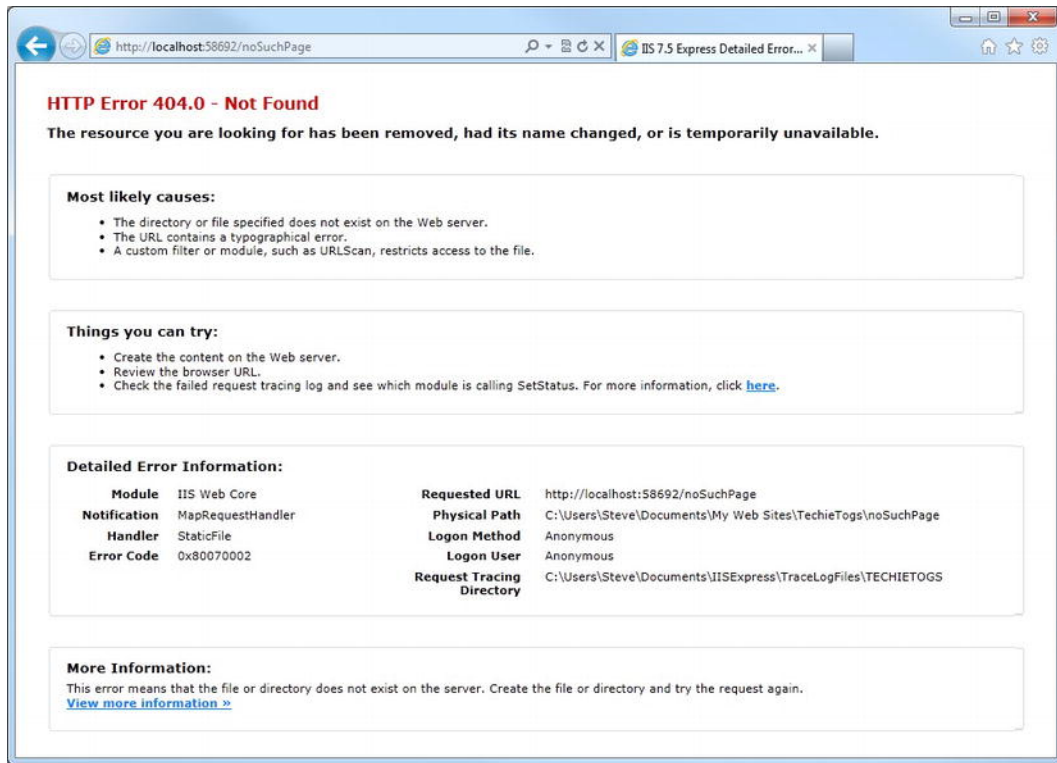 http://localhost:58692/noSuchPage
IIS 7.5 Express Detailed Error...
HTTP Error 404.0 - Not Found
The resource you are looking for has been removed, had its name changed, or is temporarily unavailable.
Most likely causes:
• The directory or file specified does not exist on the Web server.
• The URL contains a typographical error.
• A custom filter or module, such as URLScan, restricts access to the file.
Things you can try:
• Create the content on the Web server.
• Review the browser URL.
• Check the failed request tracing log and see which module is calling SetStatus. For more information, click here.
Detailed Error Information:
Module IIS Web Core
Notification MapRequestHandler
Handler StaticFile
Error Code 0x80070002
Requested URL http://localhost:58692/noSuchPage
Physical Path C:\Users\Steve\Documents\My Web Sites\TechieTogs\noSuchPage
Logon Method Anonymous
Logon User Anonymous
Request Tracing C:\Users\Steve\Documents\IISExpress\TraceLogFiles\TECHIETOGS
Directory
More Information:
This error means that the file or directory does not exist on the server. Create the file or directory and try the request again.
View more information »